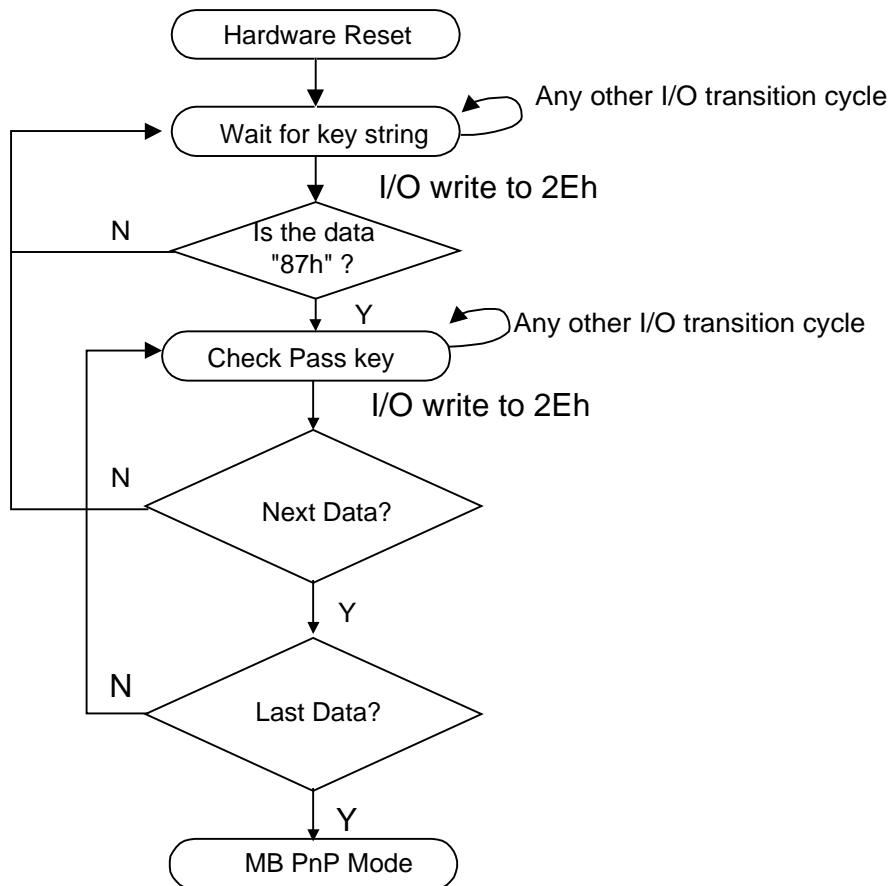 Hardware Reset
Any other I/O transition cycle
Wait for key string
I/O write to 2Eh
N
Is the data
"87h" ?
Y
Any other I/O transition cycle
Check Pass key
I/O write to 2Eh
N
Next Data?
Y
N
Last Data?
Y
MB PnP Mode